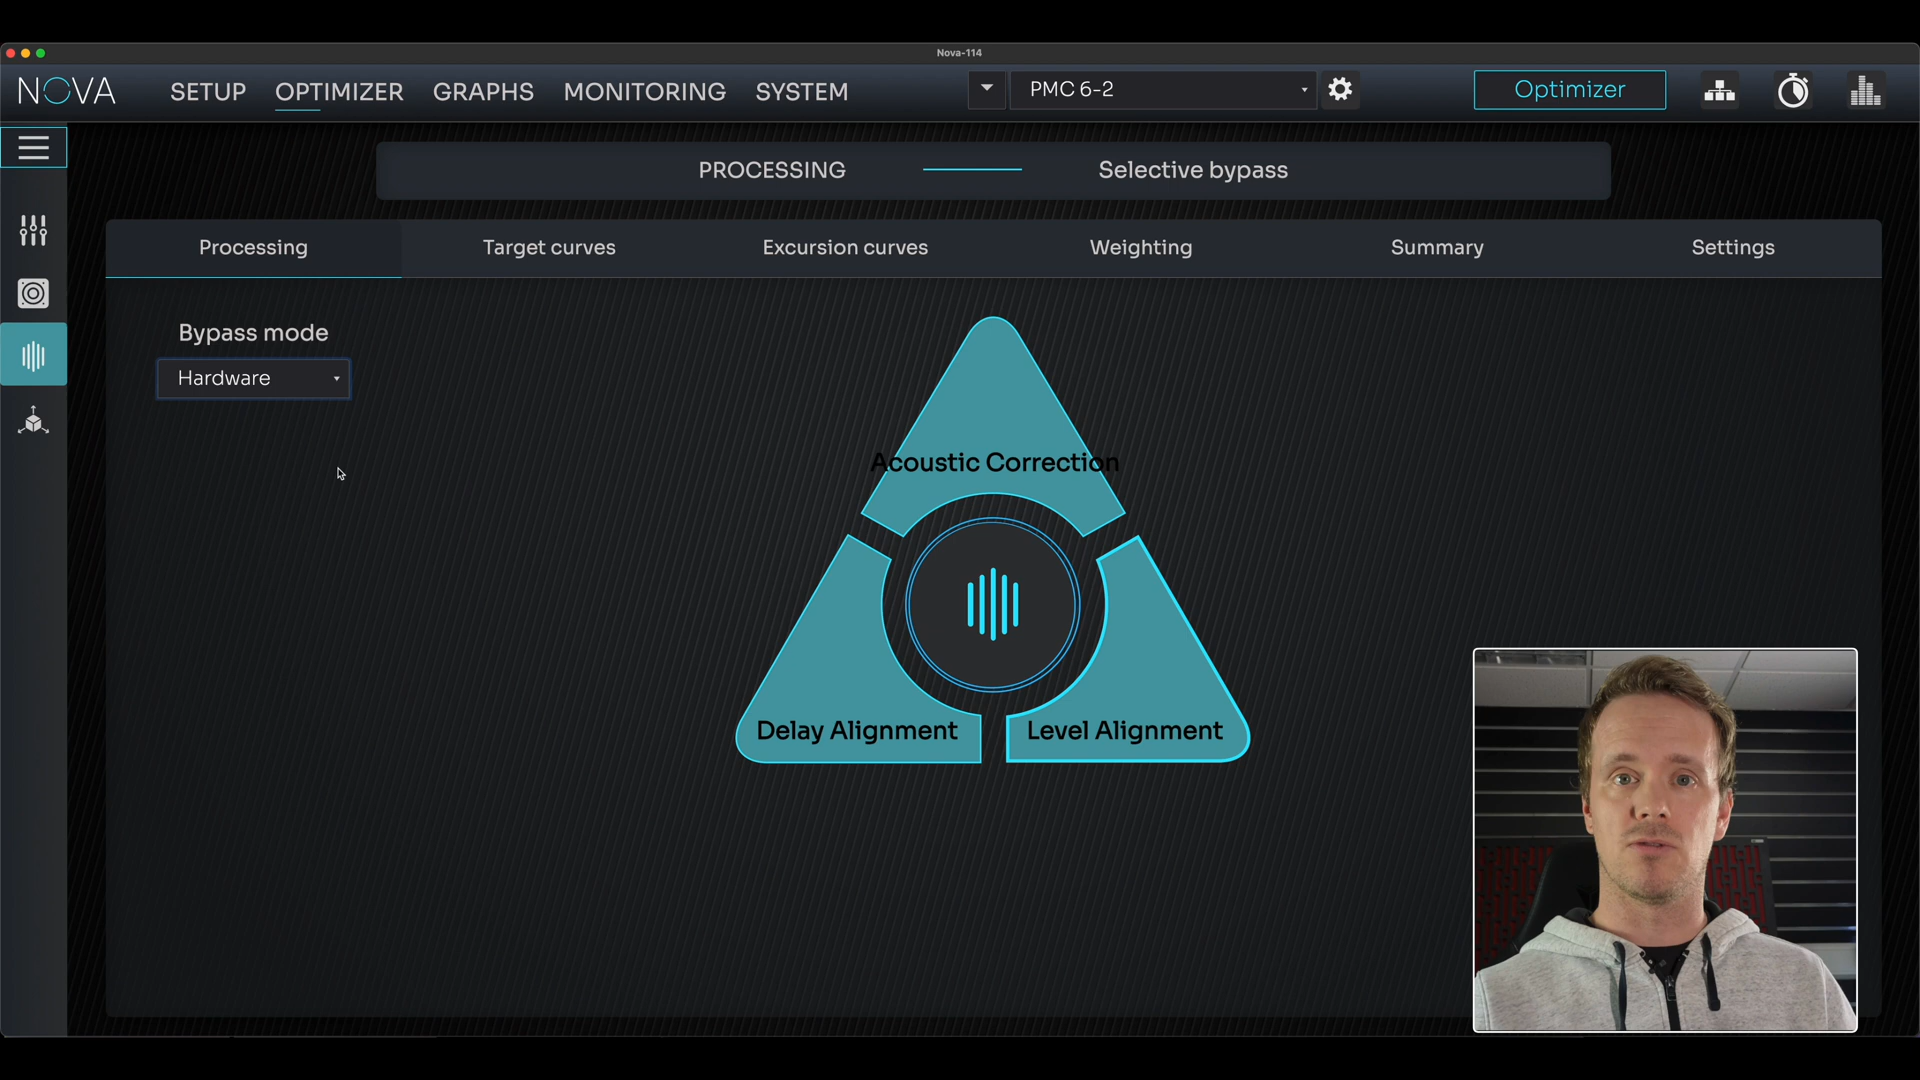 Nova-114
NOVA SETUP OPTIMIZER GRAPHS MONITORING SYSTEM PMC 6-2 Optimizer
PROCESSING Selective bypass
Processing Target curves Excursion curves Weighting Summary Settings
Bypass mode
Hardware
Acoustic Correction
Delay Alignment Level Alignment